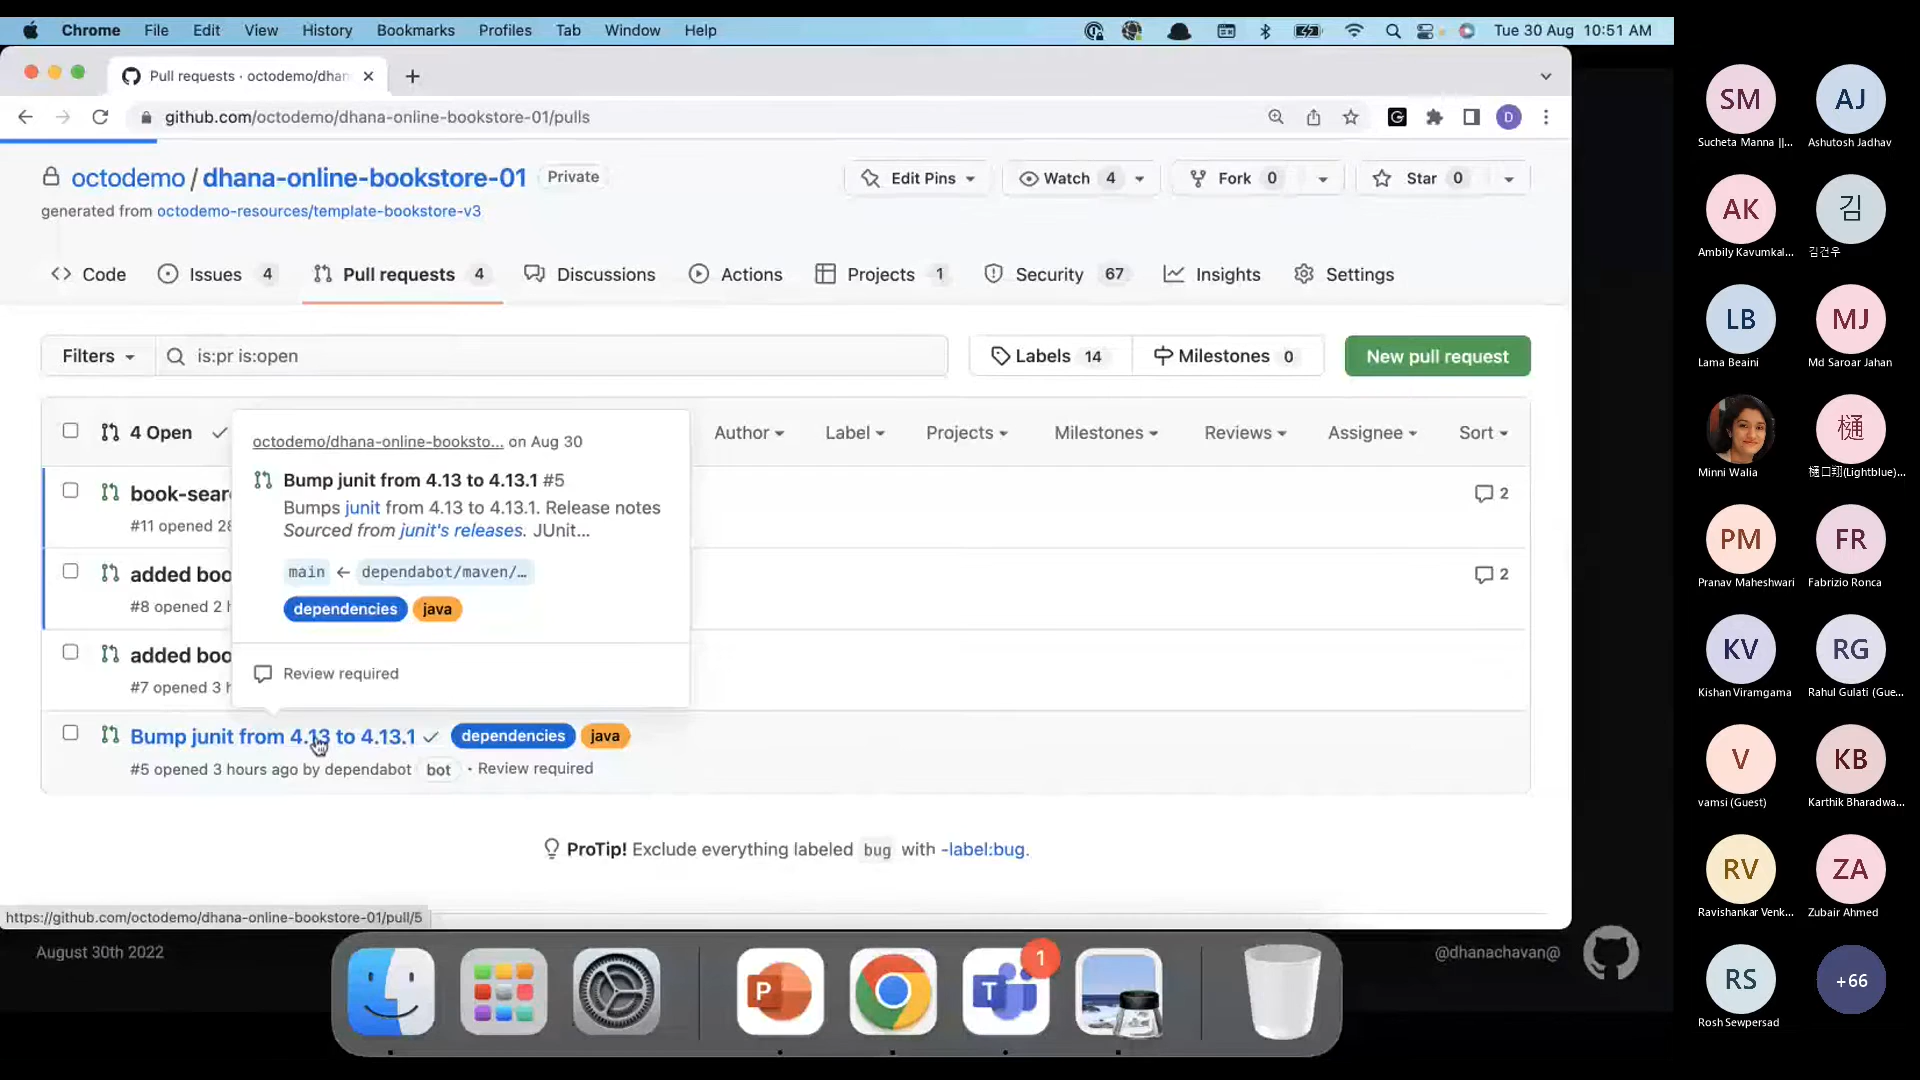 Chrome File Edit View History Bookmarks Profiles Tab Window Help Tue 30 Aug 10:51 AM
Pull requests · octodemo/dhan
github.com/octodemo/dhana-online-bookstore-01/pulls
D
octodemo / dhana-online-bookstore-01 Private
Edit Pins Watch 4 Fork 0 Star 0
generated from octodemo-resources/template-bookstore-v3
Code Issues 4 Pull requests 4 Discussions Actions Projects 1 Security 67 Insights Settings
Filters is:pr is:open Labels 14 Milestones 0 New pull request
4 Open Author Label Projects Milestones Reviews Assignee Sort
octodemo/dhana-online-booksto... on Aug 30
Bump junit from 4.13 to 4.13.1 #5
Bumps junit from 4.13 to 4.13.1. Release notes
Sourced from junit's releases. JUnit...
main ← dependabot/maven/...
dependencies java
Review required
book-sear
2
#11 opened 28
added boo
2
#8 opened 2 h
added boo
#7 opened 3 h
Bump junit from 4.13 to 4.13.1 dependencies java
#5 opened 3 hours ago by dependabot bot · Review required
ProTip! Exclude everything labeled bug with -label:bug.
https://github.com/octodemo/dhana-online-bookstore-01/pull/5
August 30th 2022
@dhanachavan@
P
T
1
SM AJ
Sucheta Manna ||... Ashutosh Jadhav
AK 김
Ambily Kavumkal... 김건우
LB MJ
Lama Beaini Md Saroar Jahan
樋
Minni Walia 樋口翔(Lightblue)...
PM FR
Pranav Maheshwari Fabrizio Ronca
KV RG
Kishan Viramgama Rahul Gulati (Gue...
V KB
vamsi (Guest) Karthik Bharadwa...
RV ZA
Ravishankar Venk... Zubair Ahmed
RS +66
Rosh Sewpersad